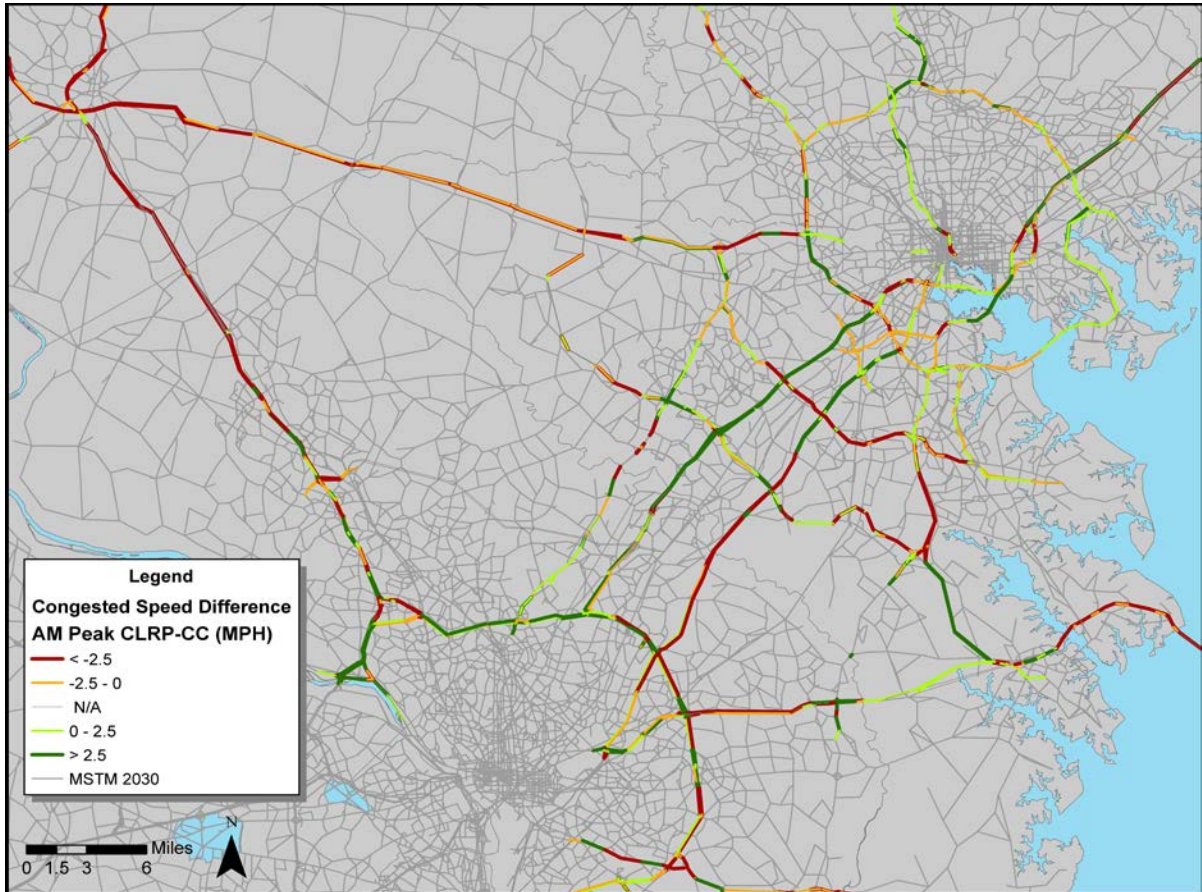 Legend
Congested Speed Difference
AM Peak CLRP-CC (MPH)
< -2.5
-2.5 - 0
N/A
0 - 2.5
> 2.5
MSTM 2030
N
Miles
0 1.5 3 6